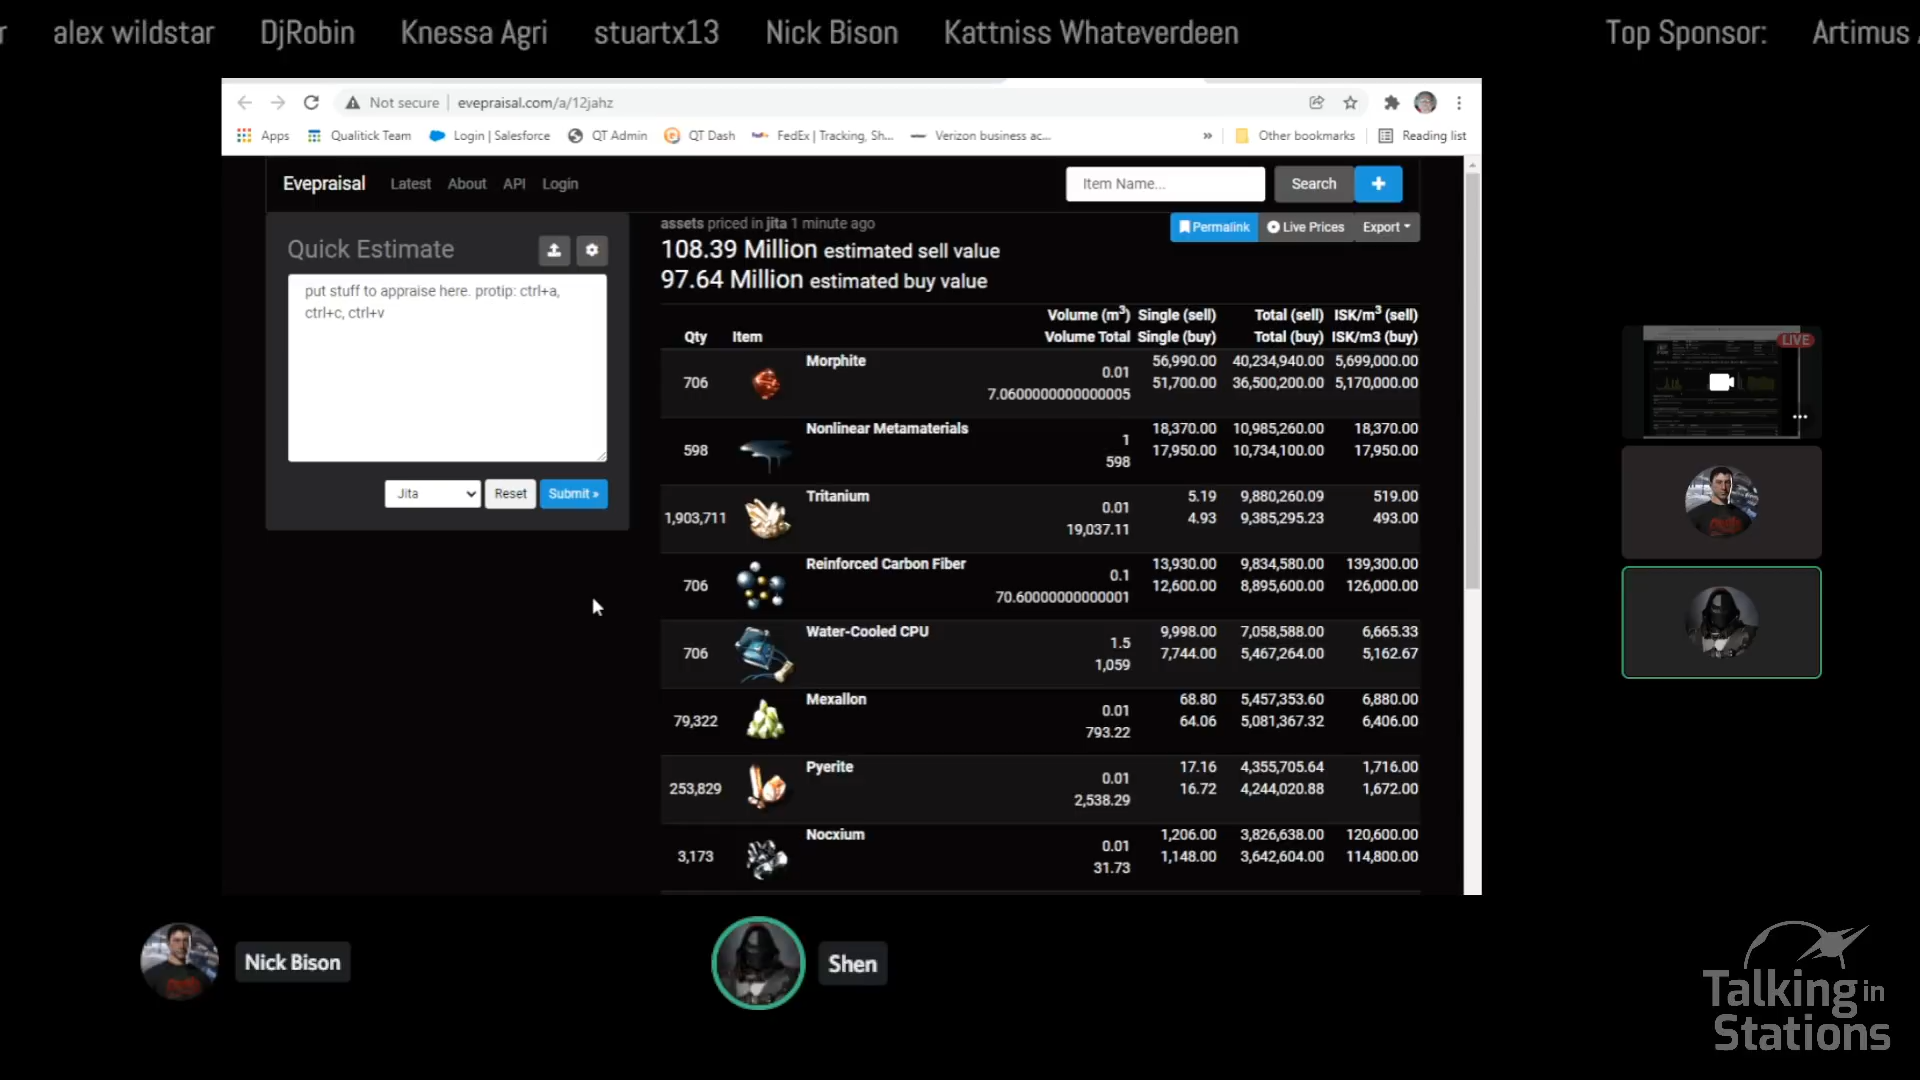 r alex wildstar DjRobin Knessa Agri stuartx13 Nick Bison Kattniss Whateverdeen Top Sponsor: Artimus
Not secure evepraisal.com/a/12jahz
Apps Qualitick Team Login | Salesforce QT Admin QT Dash FedEx | Tracking, Sh... Verizon business ac... » Other bookmarks Reading list
Evepraisal Latest About API Login Item Name... Search +
assets priced in jita 1 minute ago
Permalink Live Prices Export
108.39 Million estimated sell value
97.64 Million estimated buy value
Quick Estimate
put stuff to appraise here. protip: ctrl+a,
ctrl+c, ctrl+v
Jita Reset Submit »
Volume (m³) Single (sell) Total (sell) ISK/m³ (sell)
Qty Item Volume Total Single (buy) Total (buy) ISK/m3 (buy)
Morphite 56,990.00 40,234,940.00 5,699,000.00
706 0.01 51,700.00 36,500,200.00 5,170,000.00
7.0600000000000005
Nonlinear Metamaterials 18,370.00 10,985,260.00 18,370.00
598 1 17,950.00 10,734,100.00 17,950.00
598
Tritanium 5.19 9,880,260.09 519.00
1,903,711 0.01 4.93 9,385,295.23 493.00
19,037.11
Reinforced Carbon Fiber 13,930.00 9,834,580.00 139,300.00
706 0.1 12,600.00 8,895,600.00 126,000.00
70.60000000000001
Water-Cooled CPU 9,998.00 7,058,588.00 6,665.33
706 1.5 7,744.00 5,467,264.00 5,162.67
1,059
Mexallon 68.80 5,457,353.60 6,880.00
79,322 0.01 64.06 5,081,367.32 6,406.00
793.22
Pyerite 17.16 4,355,705.64 1,716.00
253,829 0.01 16.72 4,244,020.88 1,672.00
2,538.29
Nocxium 1,206.00 3,826,638.00 120,600.00
3,173 0.01 1,148.00 3,642,604.00 114,800.00
31.73
LIVE
Nick Bison
Shen
Talking in
Stations